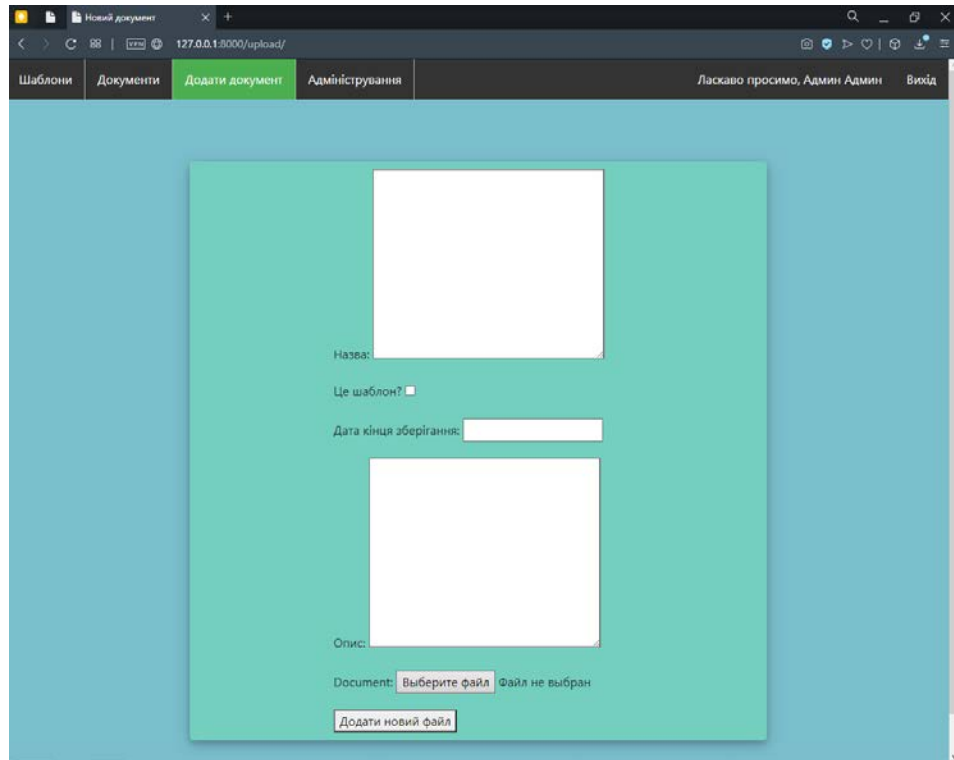 Новий документ
VPN 127.0.0.1:8000/upload/
Шаблони Документи Додати документ Адміністрування Ласкаво просимо, Админ Админ Вихід
Назва:
Це шаблон?
Дата кінця зберігання:
Опис:
Document: Выберите файл Файл не выбран
Додати новий файл